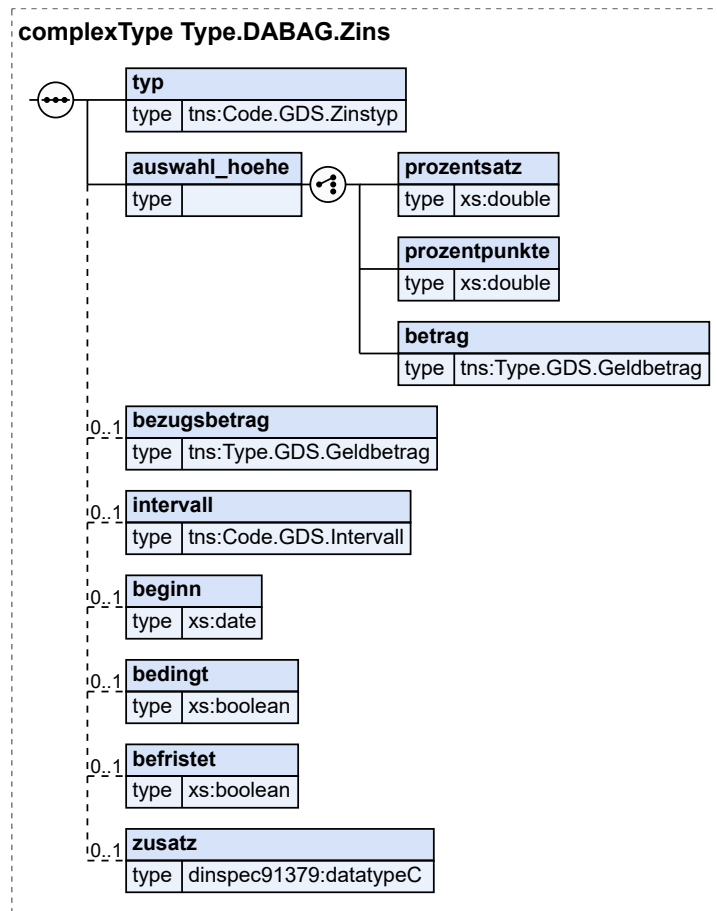 complexType Type.DABAG.Zins
typ
type tns:Code.GDS.Zinstyp
auswahl_hoehe
type
prozentsatz
type xs:double
prozentpunkte
type xs:double
betrag
type tns:Type.GDS.Geldbetrag
0..1 bezugsbetrag
type tns:Type.GDS.Geldbetrag
0..1 intervall
type tns:Code.GDS.Intervall
0..1 beginn
type xs:date
0..1 bedingt
type xs:boolean
0..1 befristet
type xs:boolean
0..1 zusatz
type dinspec91379:datatypeC